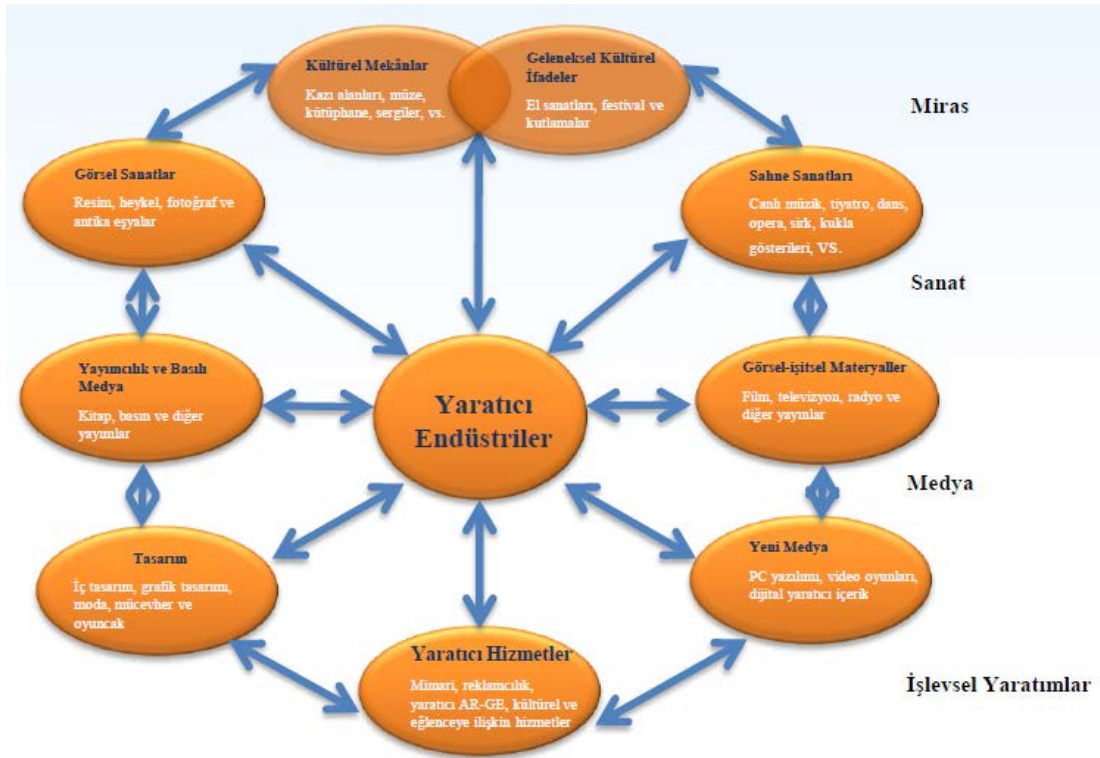 Kültürel Mekânlar
Kazı alanları, müze,
kütüphane, sergiler, vs.
Geleneksel Kültürel
İfadeler
El sanatları, festival ve
kutlamalar
Miras
Görsel Sanatlar
Resim, heykel, fotoğraf ve
antika eşyalar
Sahne Sanatları
Canlı müzik, tiyatro, dans,
opera, sirk, kukla
gösterileri, VS.
Sanat
Yayıncılık ve Basılı
Medya
Kitap, basın ve diğer
yayımlar
Yaratıcı
Endüstriler
Görsel-işitsel Materyaller
Film, televizyon, radyo ve
diğer yayınlar
Medya
Tasarım
İç tasarım, grafik tasarımı,
moda, mücevher ve
oyuncak
Yeni Medya
PC yazılımı, video oyunları,
dijital yaratıcı içerik
Yaratıcı Hizmetler
Mimari, reklamcılık,
yaratıcı AR-GE, kültürel ve
eğlenceye ilişkin hizmetler
İşlevsel Yaratımlar